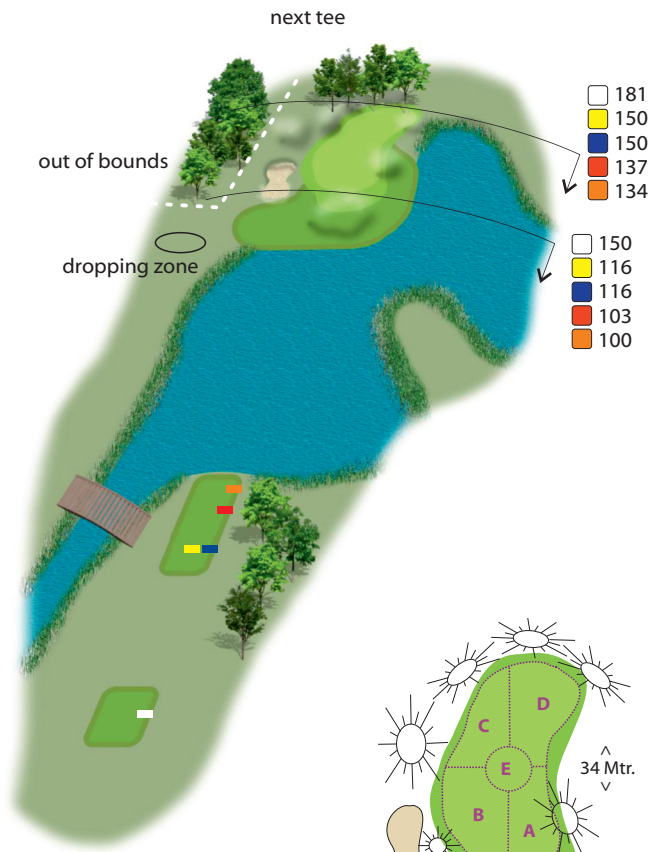 next tee
181
150
150
137
134
out of bounds
150
116
116
103
100
dropping zone
D
C
E
34 Mtr.
B
A